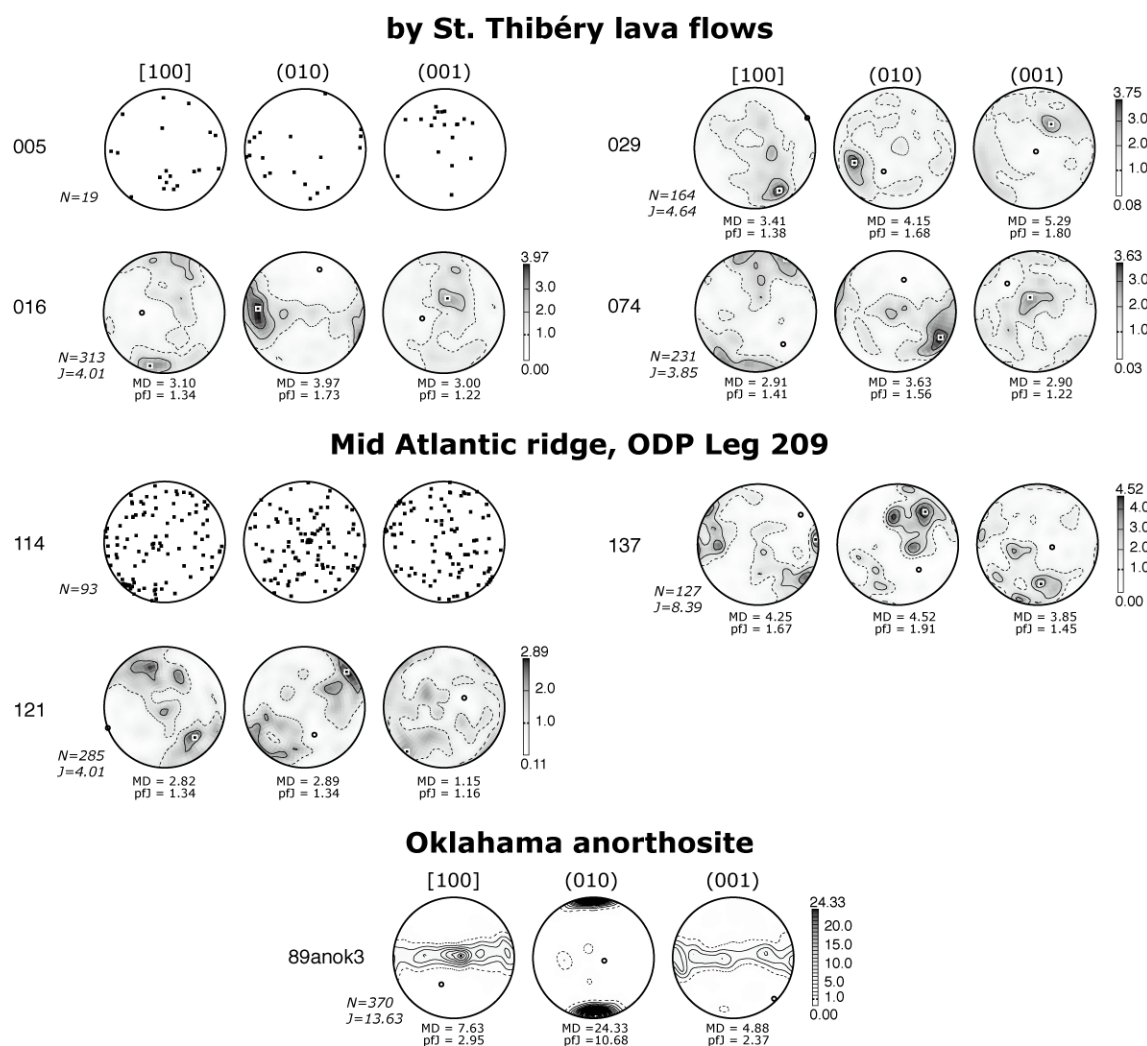 by St. Thibéry lava flows
[100] (010) (001)
005
N=19
[100] (010) (001)
029
N=164
J=4.64
MD = 3.41 MD = 4.15 MD = 5.29
pfJ = 1.38 pfJ = 1.68 pfJ = 1.80
3.75
3.0
2.0
1.0
0.08
016
N=313
J=4.01
MD = 3.10 MD = 3.97 MD = 3.00
pfJ = 1.34 pfJ = 1.73 pfJ = 1.22
3.97
3.0
2.0
1.0
0.00
074
N=231
J=3.85
MD = 2.91 MD = 3.63 MD = 2.90
pfJ = 1.41 pfJ = 1.56 pfJ = 1.22
3.63
3.0
2.0
1.0
0.03
Mid Atlantic ridge, ODP Leg 209
114
N=93
137
N=127
J=8.39
MD = 4.25 MD = 4.52 MD = 3.85
pfJ = 1.67 pfJ = 1.91 pfJ = 1.45
4.52
4.0
3.0
2.0
1.0
0.00
121
N=285
J=4.01
MD = 2.82 MD = 2.89 MD = 1.15
pfJ = 1.34 pfJ = 1.34 pfJ = 1.16
2.89
2.0
1.0
0.11
Oklahama anorthosite
[100] (010) (001)
89anok3
N=370
J=13.63
MD = 7.63 MD =24.33 MD = 4.88
pfJ = 2.95 pfJ =10.68 pfJ = 2.37
24.33
20.0
15.0
10.0
5.0
1.0
0.00